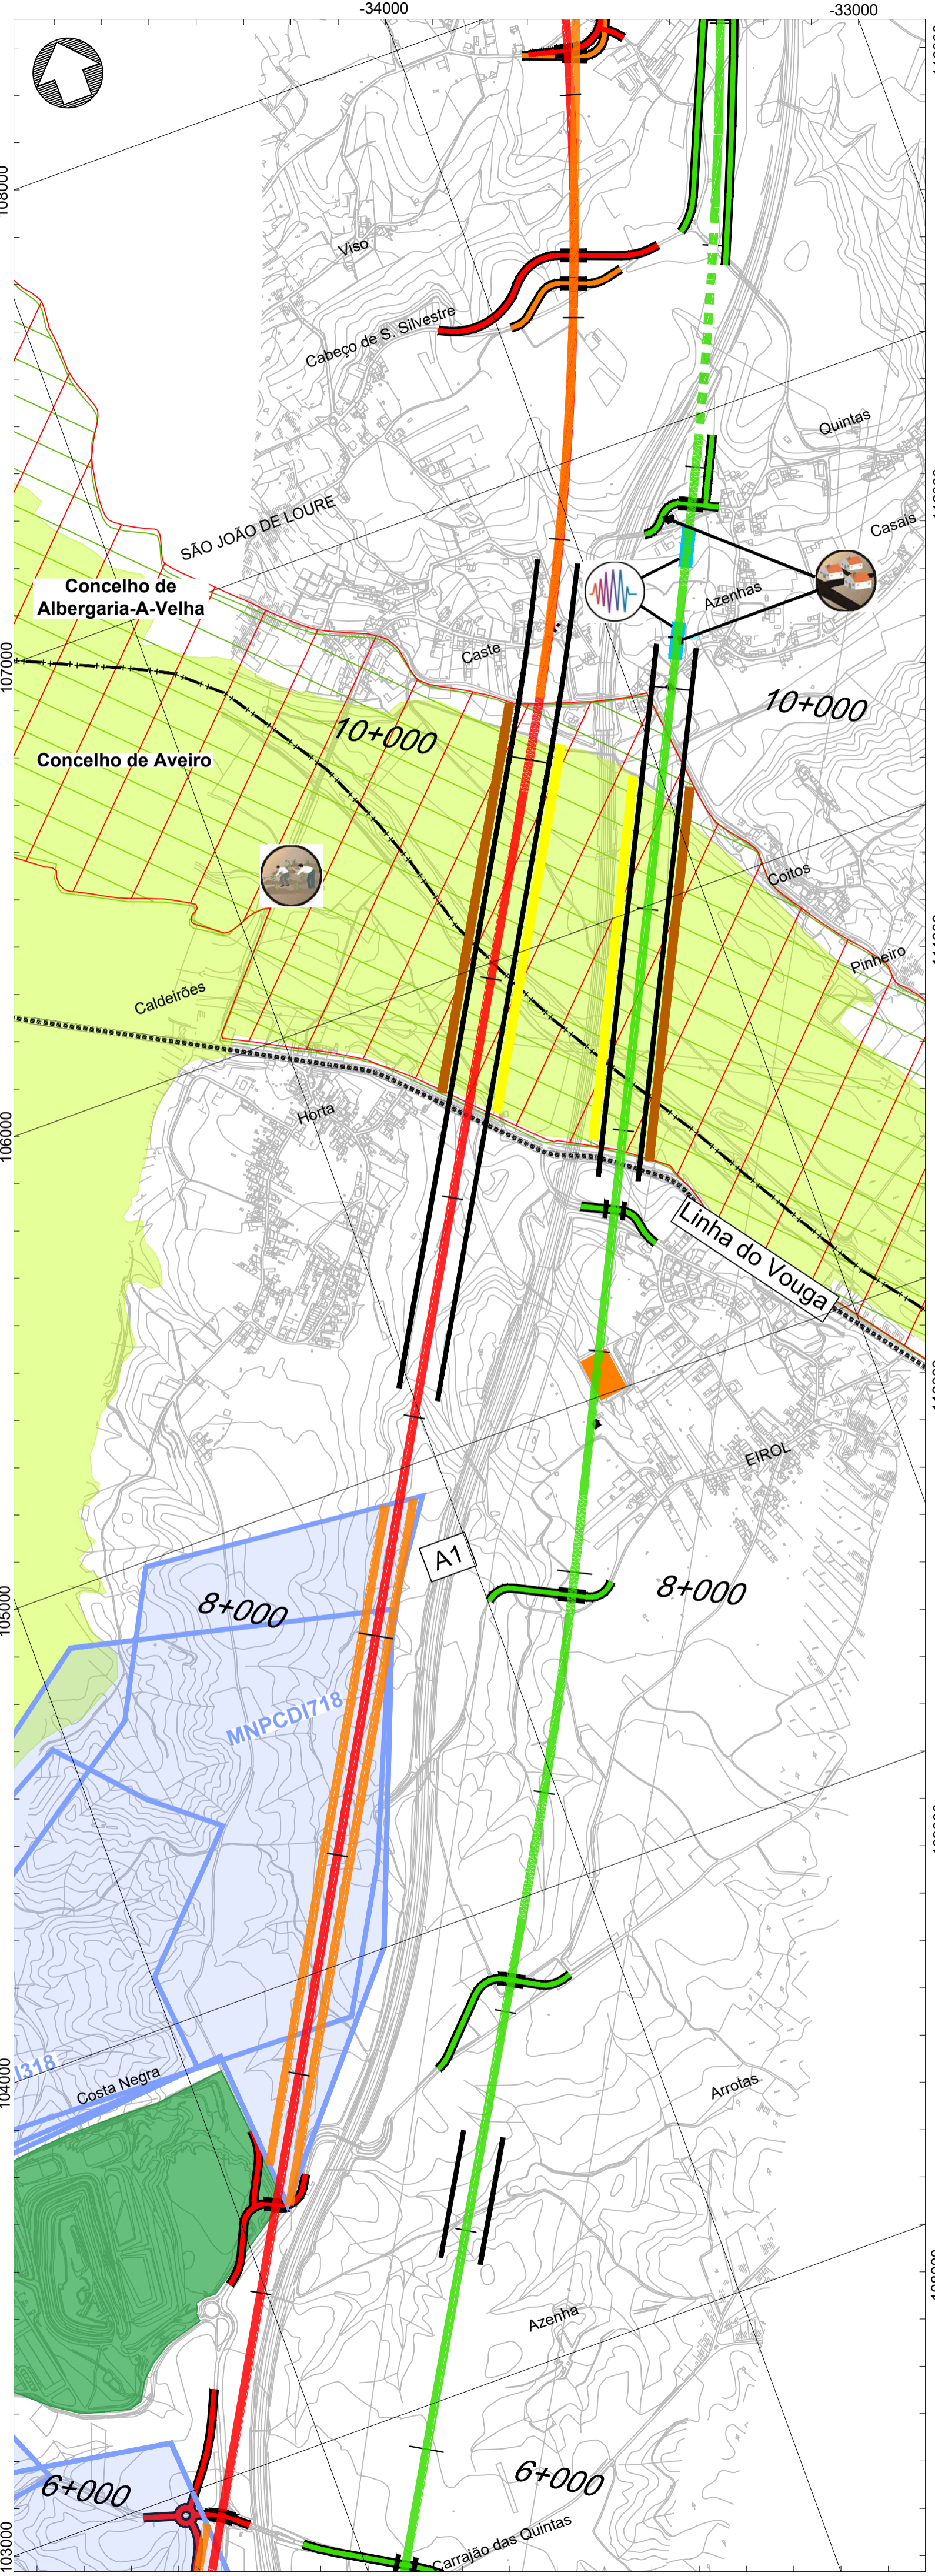 -34000
-33000
108000
Viso
Cabeço de S. Silvestre
Quintas
SÃO JOÃO DE LOURE
Casais
Concelho de
Albergaria-A-Velha
Azenhas
Caste
107000
10+000
10+000
Concelho de Aveiro
Coitos
Pinheiro
Caldeirões
Horta
106000
Linha do Vouga
EIROL
A1
8+000
8+000
105000
MNPCDI718
I318
Costa Negra
Arrotas
104000
Azenha
6+000
6+000
Carrajão das Quintas
103000